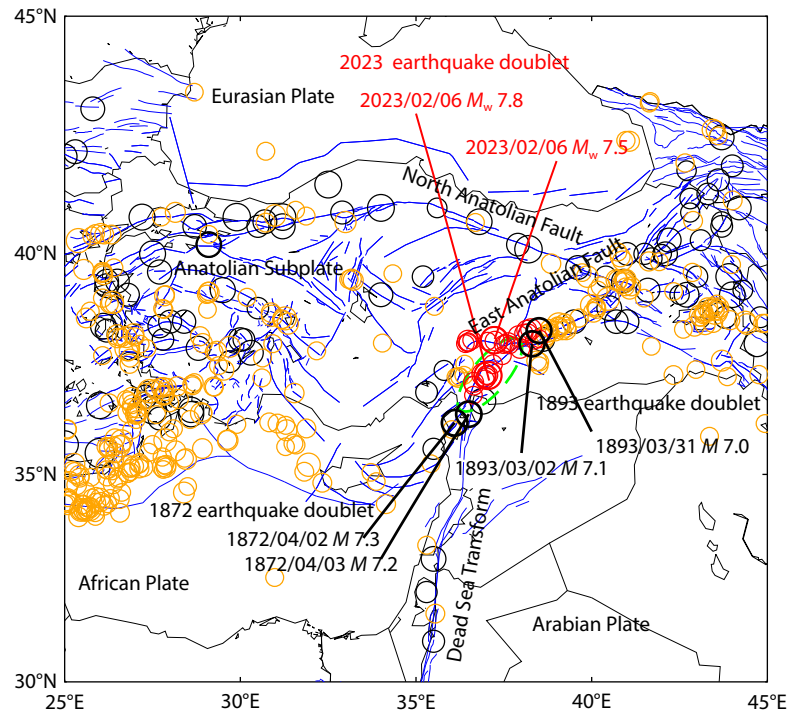 45°N
2023 earthquake doublet
Eurasian Plate
2023/02/06 Mw 7.8
2023/02/06 Mw 7.5
North Anatolian Fault
40°N
Anatolian Subplate
East Anatolian Fault
1893 earthquake doublet
1893/03/31 M 7.0
1893/03/02 M 7.1
35°N
1872 earthquake doublet
1872/04/02 M 7.3
1872/04/03 M 7.2
African Plate
Dead Sea Transform
Arabian Plate
30°N
25°E 30°E 35°E 40°E 45°E